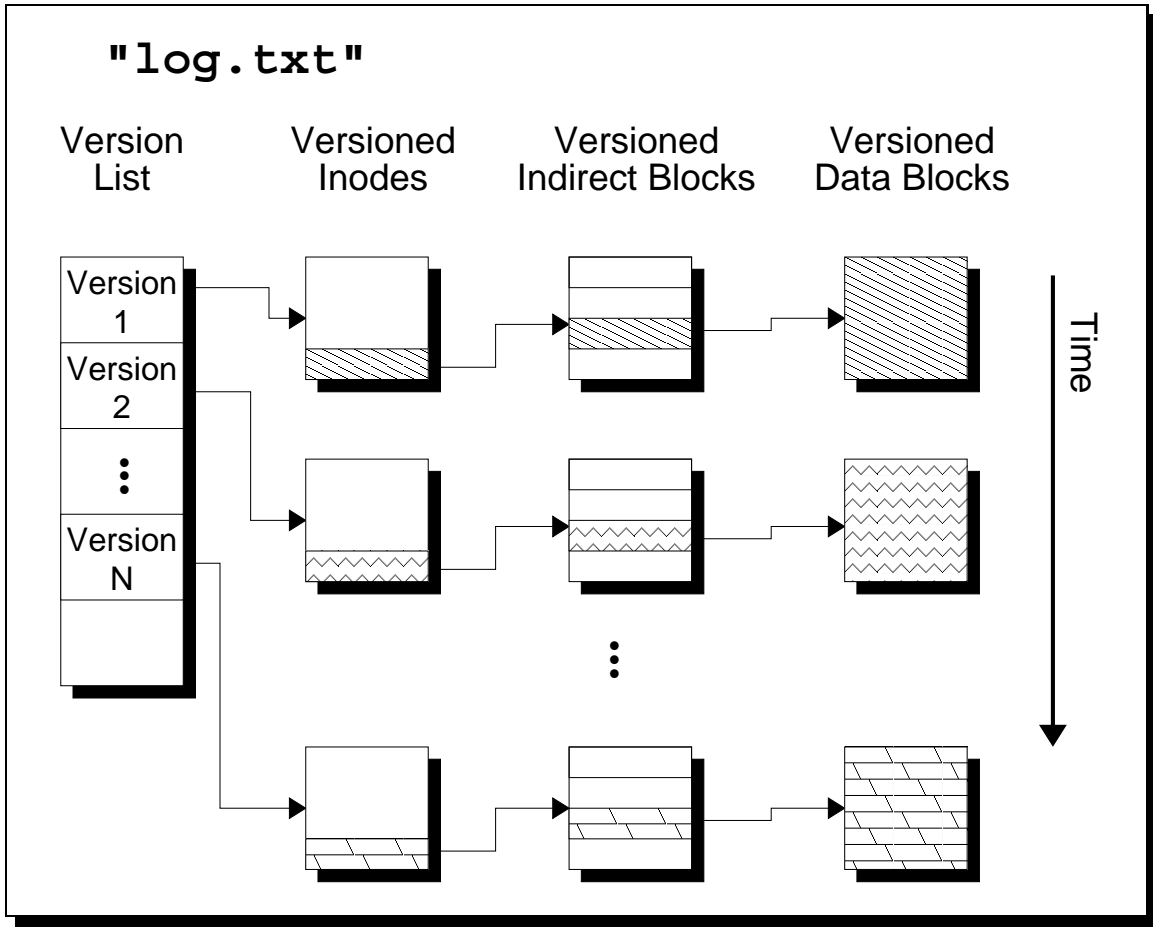 "log.txt"
Version
List
Versioned
Inodes
Versioned
Indirect Blocks
Versioned
Data Blocks
Version
1
Version
2
Version
N
Time